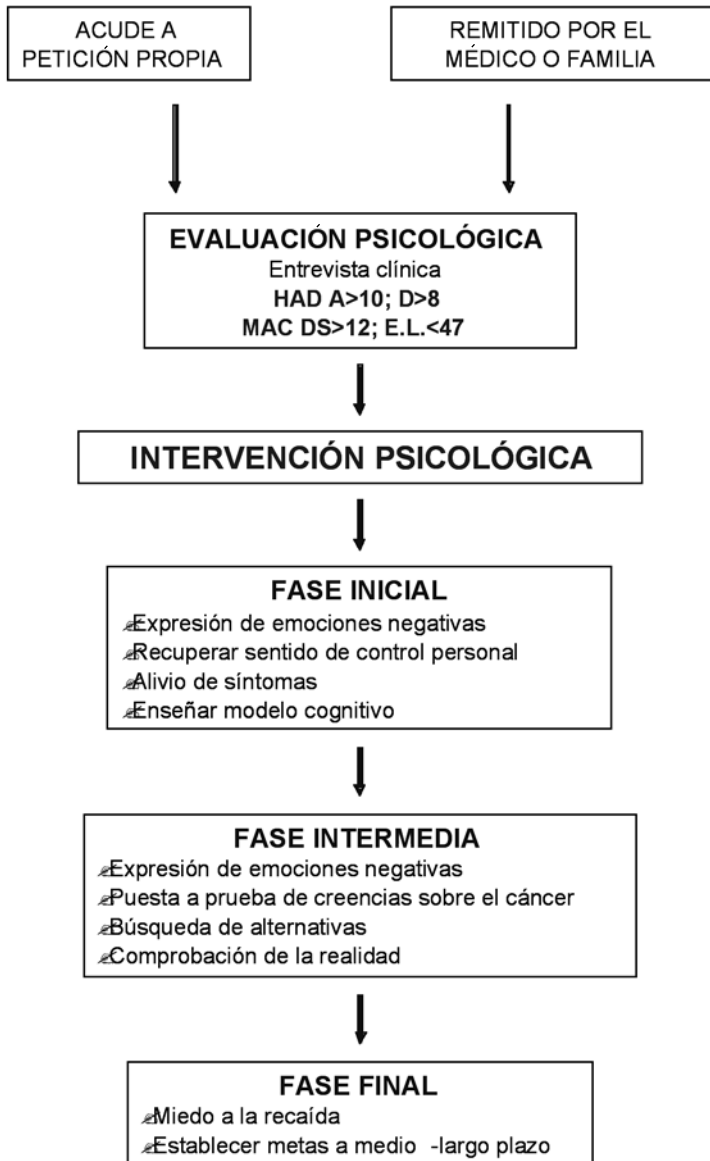 ACUDE A
PETICIÓN PROPIA
REMITIDO POR EL
MÉDICO O FAMILIA
EVALUACIÓN PSICOLÓGICA
Entrevista clínica
HAD A>10; D>8
MAC DS>12; E.L.<47
INTERVENCIÓN PSICOLÓGICA
FASE INICIAL
Expresión de emociones negativas
Recuperar sentido de control personal
Alivio de síntomas
Enseñar modelo cognitivo
FASE INTERMEDIA
Expresión de emociones negativas
Puesta a prueba de creencias sobre el cáncer
Búsqueda de alternativas
Comprobación de la realidad
FASE FINAL
Miedo a la recaída
Establecer metas a medio -largo plazo